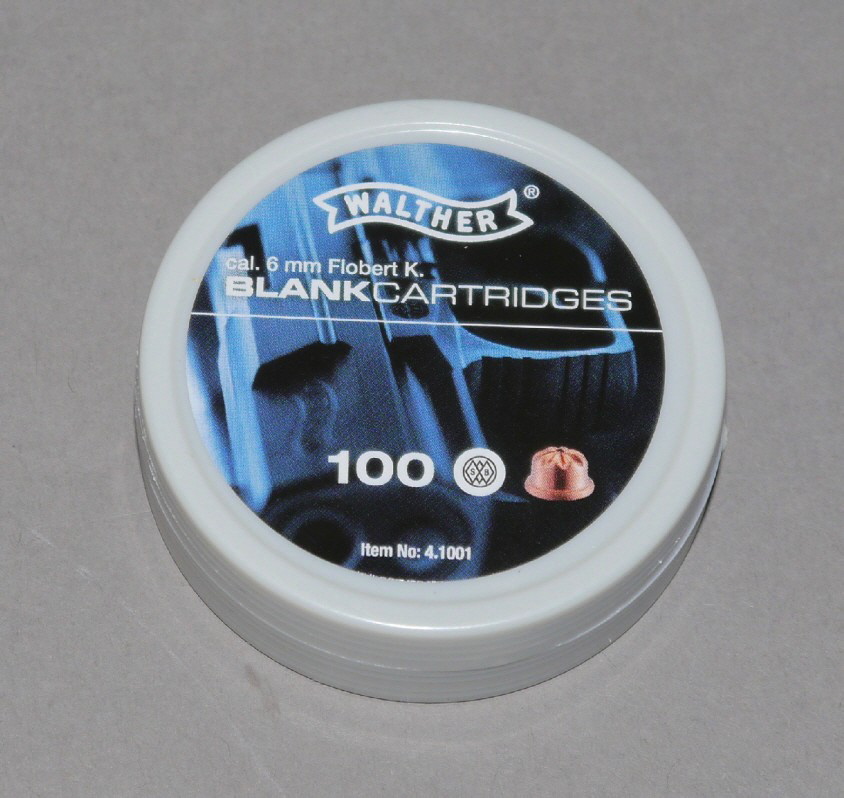 WALTHER®
cal. 6 mm Flobert K.
BLANKCARTRIDGES
100
S B
Item No: 4.1001